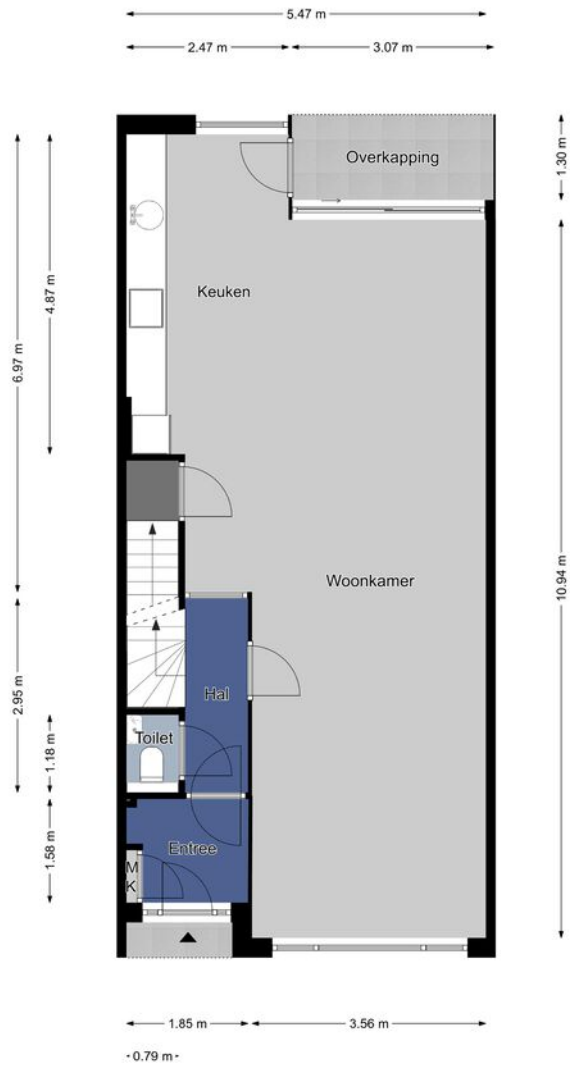 5.47 m
2.47 m
3.07 m
Overkapping
1.30 m
Keuken
4.87 m
6.97 m
Woonkamer
10.94 m
2.95 m
Hal
Toilet
1.18 m
Entree
1.58 m
M
K
1.85 m
3.56 m
0.79 m